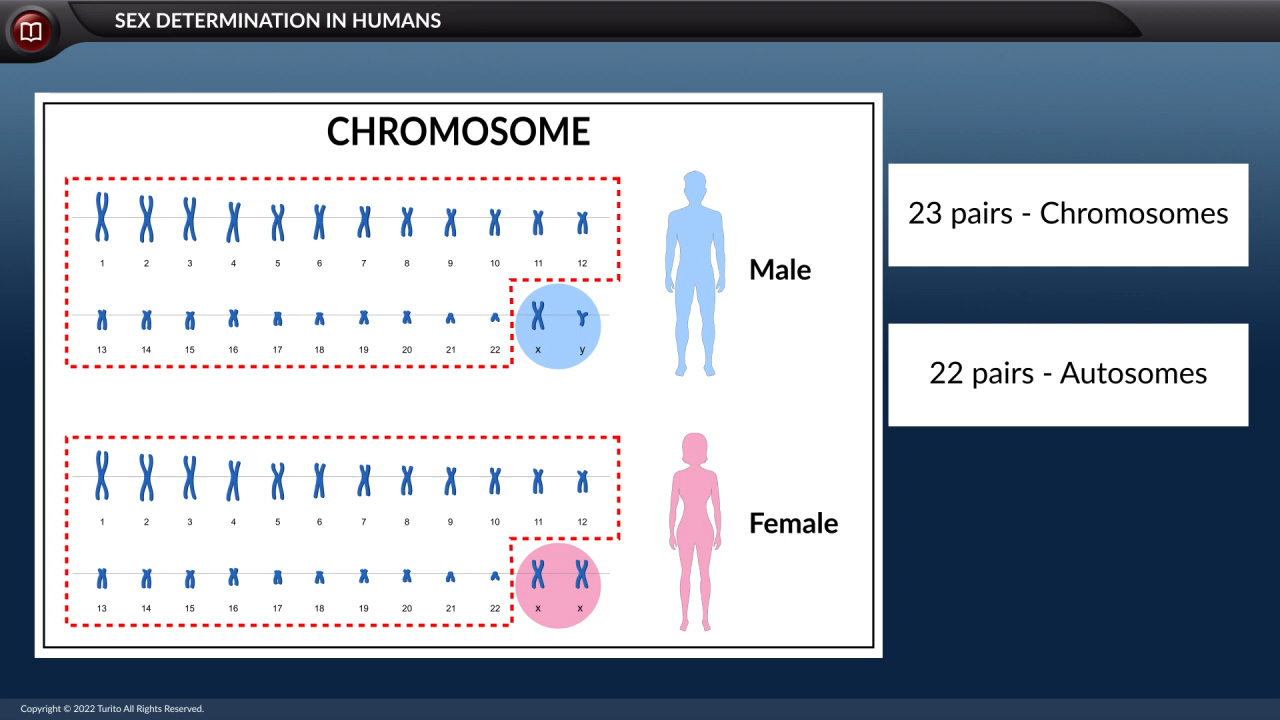 SEX DETERMINATION IN HUMANS
CHROMOSOME
1 2 3 4 5 6 7 8 9 10 11 12
13 14 15 16 17 18 19 20 21 22 x y
Male
1 2 3 4 5 6 7 8 9 10 11 12
13 14 15 16 17 18 19 20 21 22 x x
Female
23 pairs - Chromosomes
22 pairs - Autosomes
Copyright © 2022 Turito All Rights Reserved.